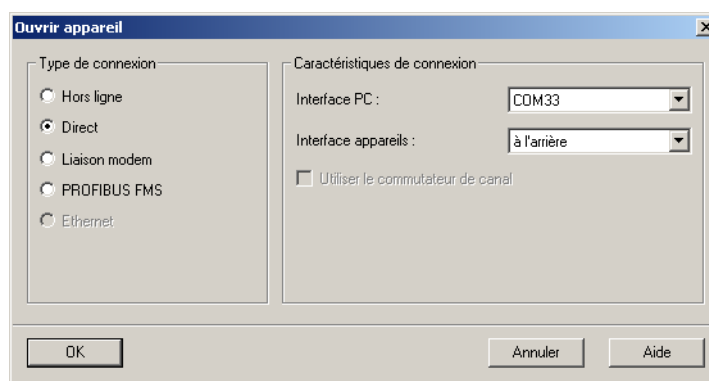 Ouvrir appareil
Type de connexion
Hors ligne
Direct
Liaison modem
PROFIBUS FMS
Ethernet
Caractéristiques de connexion
Interface PC :
COM33
Interface appareils :
à l'arrière
Utiliser le commutateur de canal
OK
Annuler
Aide